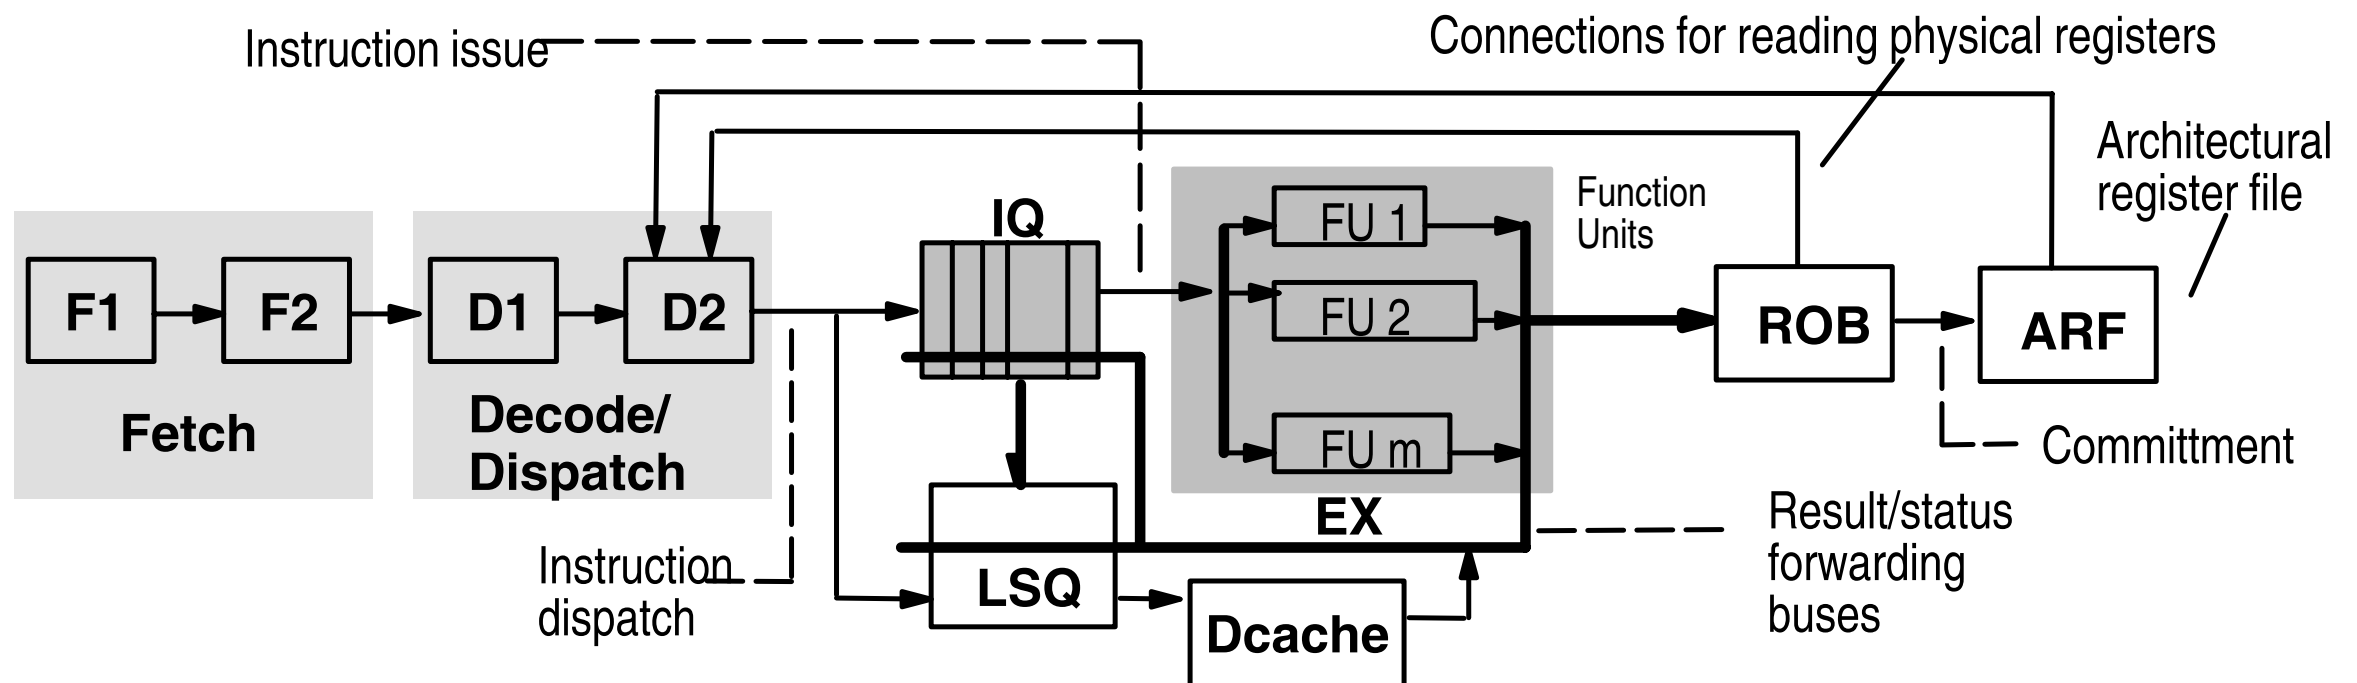 Instruction issue
Connections for reading physical registers
Architectural
register file
Function
Units
IQ
FU 1
FU 2
FU m
F1
F2
D1
D2
ROB
ARF
Fetch
Decode/
Dispatch
Committment
EX
Result/status
forwarding
buses
Instruction
dispatch
LSQ
Dcache